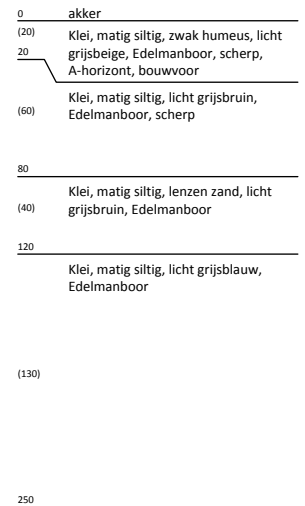 0 akker
(20) Klei, matig siltig, zwak humeus, licht
20 grijsbeige, Edelmanboor, scherp,
A-horizont, bouwvoor
Klei, matig siltig, licht grijsbruin,
(60) Edelmanboor, scherp
80
Klei, matig siltig, lenzen zand, licht
(40) grijsbruin, Edelmanboor
120
Klei, matig siltig, licht grijsblauw,
Edelmanboor
(130)
250